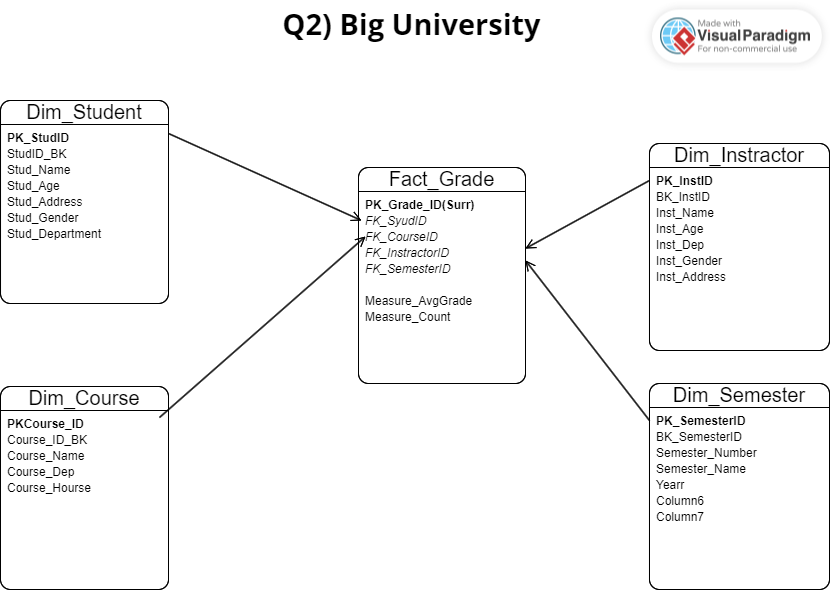 Q2) Big University
Made with
VisualParadigm
For non-commercial use
Dim_Student
PK_StudID
StudID_BK
Stud_Name
Stud_Age
Stud_Address
Stud_Gender
Stud_Department
Fact_Grade
PK_Grade_ID(Surr)
FK_SyudID
FK_CourseID
FK_InstractorID
FK_SemesterID
Measure_AvgGrade
Measure_Count
Dim_Instractor
PK_InstID
BK_InstID
Inst_Name
Inst_Age
Inst_Dep
Inst_Gender
Inst_Address
Dim_Course
PKCourse_ID
Course_ID_BK
Course_Name
Course_Dep
Course_Hourse
Dim_Semester
PK_SemesterID
BK_SemesterID
Semester_Number
Semester_Name
Yearr
Column6
Column7